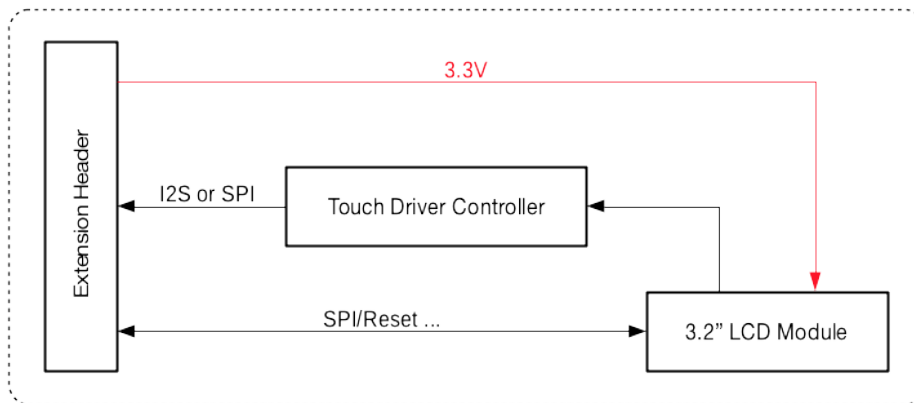 3.3V
Extension Header
I2S or SPI
Touch Driver Controller
SPI/Reset ...
3.2” LCD Module